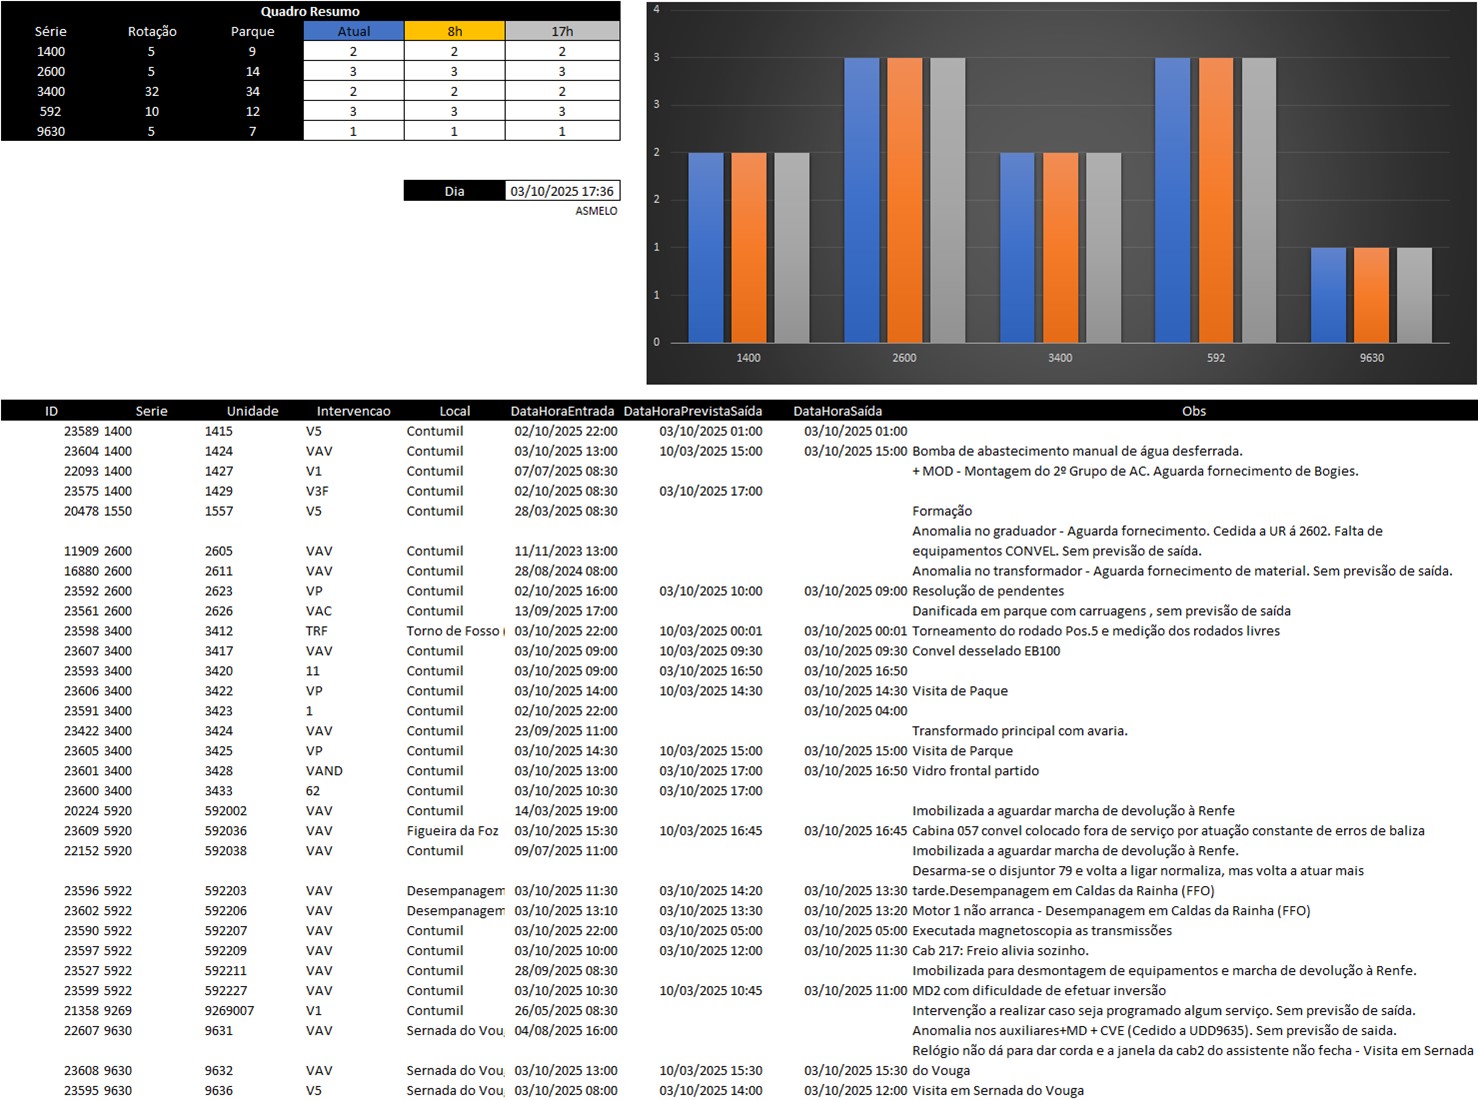 Quadro Resumo
Série Rotação Parque Atual 8h 17h
1400 5 9 2 2 2
2600 5 14 3 3 3
3400 32 34 2 2 2
592 10 12 3 3 3
9630 5 7 1 1 1
Dia 03/10/2025 17:36
ASMELO
4
3
3
2
2
1
1
0
1400 2600 3400 592 9630
ID Serie Unidade Intervencao Local DataHoraEntrada DataHoraPrevistaSaída DataHoraSaída Obs
23589 1400 1415 V5 Contumil 02/10/2025 22:00 03/10/2025 01:00 03/10/2025 01:00
23604 1400 1424 VAV Contumil 03/10/2025 13:00 10/03/2025 15:00 03/10/2025 15:00 Bomba de abastecimento manual de água desferrada.
22093 1400 1427 V1 Contumil 07/07/2025 08:30 + MOD - Montagem do 2º Grupo de AC. Aguarda fornecimento de Bogies.
23575 1400 1429 V3F Contumil 02/10/2025 08:30 03/10/2025 17:00
20478 1550 1557 V5 Contumil 28/03/2025 08:30 Formação
Anomalia no graduador - Aguarda fornecimento. Cedida a UR á 2602. Falta de
11909 2600 2605 VAV Contumil 11/11/2023 13:00 equipamentos CONVEL. Sem previsão de saída.
16880 2600 2611 VAV Contumil 28/08/2024 08:00 Anomalia no transformador - Aguarda fornecimento de material. Sem previsão de saída.
23592 2600 2623 VP Contumil 02/10/2025 16:00 03/10/2025 10:00 03/10/2025 09:00 Resolução de pendentes
23561 2600 2626 VAC Contumil 13/09/2025 17:00 Danificada em parque com carruagens , sem previsão de saída
23598 3400 3412 TRF Torno de Fosso ( 03/10/2025 22:00 10/03/2025 00:01 03/10/2025 00:01 Torneamento do rodado Pos.5 e medição dos rodados livres
23607 3400 3417 VAV Contumil 03/10/2025 09:00 10/03/2025 09:30 03/10/2025 09:30 Convel desselado EB100
23593 3400 3420 11 Contumil 03/10/2025 09:00 03/10/2025 16:50 03/10/2025 16:50
23606 3400 3422 VP Contumil 03/10/2025 14:00 10/03/2025 14:30 03/10/2025 14:30 Visita de Paque
23591 3400 3423 1 Contumil 02/10/2025 22:00 03/10/2025 04:00
23422 3400 3424 VAV Contumil 23/09/2025 11:00 Transformado principal com avaria.
23605 3400 3425 VP Contumil 03/10/2025 14:30 10/03/2025 15:00 03/10/2025 15:00 Visita de Parque
23601 3400 3428 VAND Contumil 03/10/2025 13:00 03/10/2025 17:00 03/10/2025 16:50 Vidro frontal partido
23600 3400 3433 62 Contumil 03/10/2025 10:30 03/10/2025 17:00
20224 5920 592002 VAV Contumil 14/03/2025 19:00 Imobilizada a aguardar marcha de devolução à Renfe
23609 5920 592036 VAV Figueira da Foz 03/10/2025 15:30 10/03/2025 16:45 03/10/2025 16:45 Cabina 057 convel colocado fora de serviço por atuação constante de erros de baliza
22152 5920 592038 VAV Contumil 09/07/2025 11:00 Imobilizada a aguardar marcha de devolução à Renfe.
Desarma-se o disjuntor 79 e volta a ligar normaliza, mas volta a atuar mais
23596 5922 592203 VAV Desempanagem 03/10/2025 11:30 03/10/2025 14:20 03/10/2025 13:30 tarde.Desempanagem em Caldas da Rainha (FFO)
23602 5922 592206 VAV Desempanagem 03/10/2025 13:10 03/10/2025 13:30 03/10/2025 13:20 Motor 1 não arranca - Desempanagem em Caldas da Rainha (FFO)
23590 5922 592207 VAV Contumil 03/10/2025 22:00 03/10/2025 05:00 03/10/2025 05:00 Executada magnetoscopia as transmissões
23597 5922 592209 VAV Contumil 03/10/2025 10:00 03/10/2025 12:00 03/10/2025 11:30 Cab 217: Freio alivia sozinho.
23527 5922 592211 VAV Contumil 28/09/2025 08:30 Imobilizada para desmontagem de equipamentos e marcha de devolução à Renfe.
23599 5922 592227 VAV Contumil 03/10/2025 10:30 10/03/2025 10:45 03/10/2025 11:00 MD2 com dificuldade de efetuar inversão
21358 9269 9269007 V1 Contumil 26/05/2025 08:30 Intervenção a realizar caso seja programado algum serviço. Sem previsão de saída.
22607 9630 9631 VAV Sernada do Vou 04/08/2025 16:00 Anomalia nos auxiliares+MD + CVE (Cedido a UDD9635). Sem previsão de saida.
Relógio não dá para dar corda e a janela da cab2 do assistente não fecha - Visita em Sernada
23608 9630 9632 VAV Sernada do Vou 03/10/2025 13:00 10/03/2025 15:30 03/10/2025 15:30 do Vouga
23595 9630 9636 V5 Sernada do Vou 03/10/2025 08:00 03/10/2025 14:00 03/10/2025 12:00 Visita em Sernada do Vouga